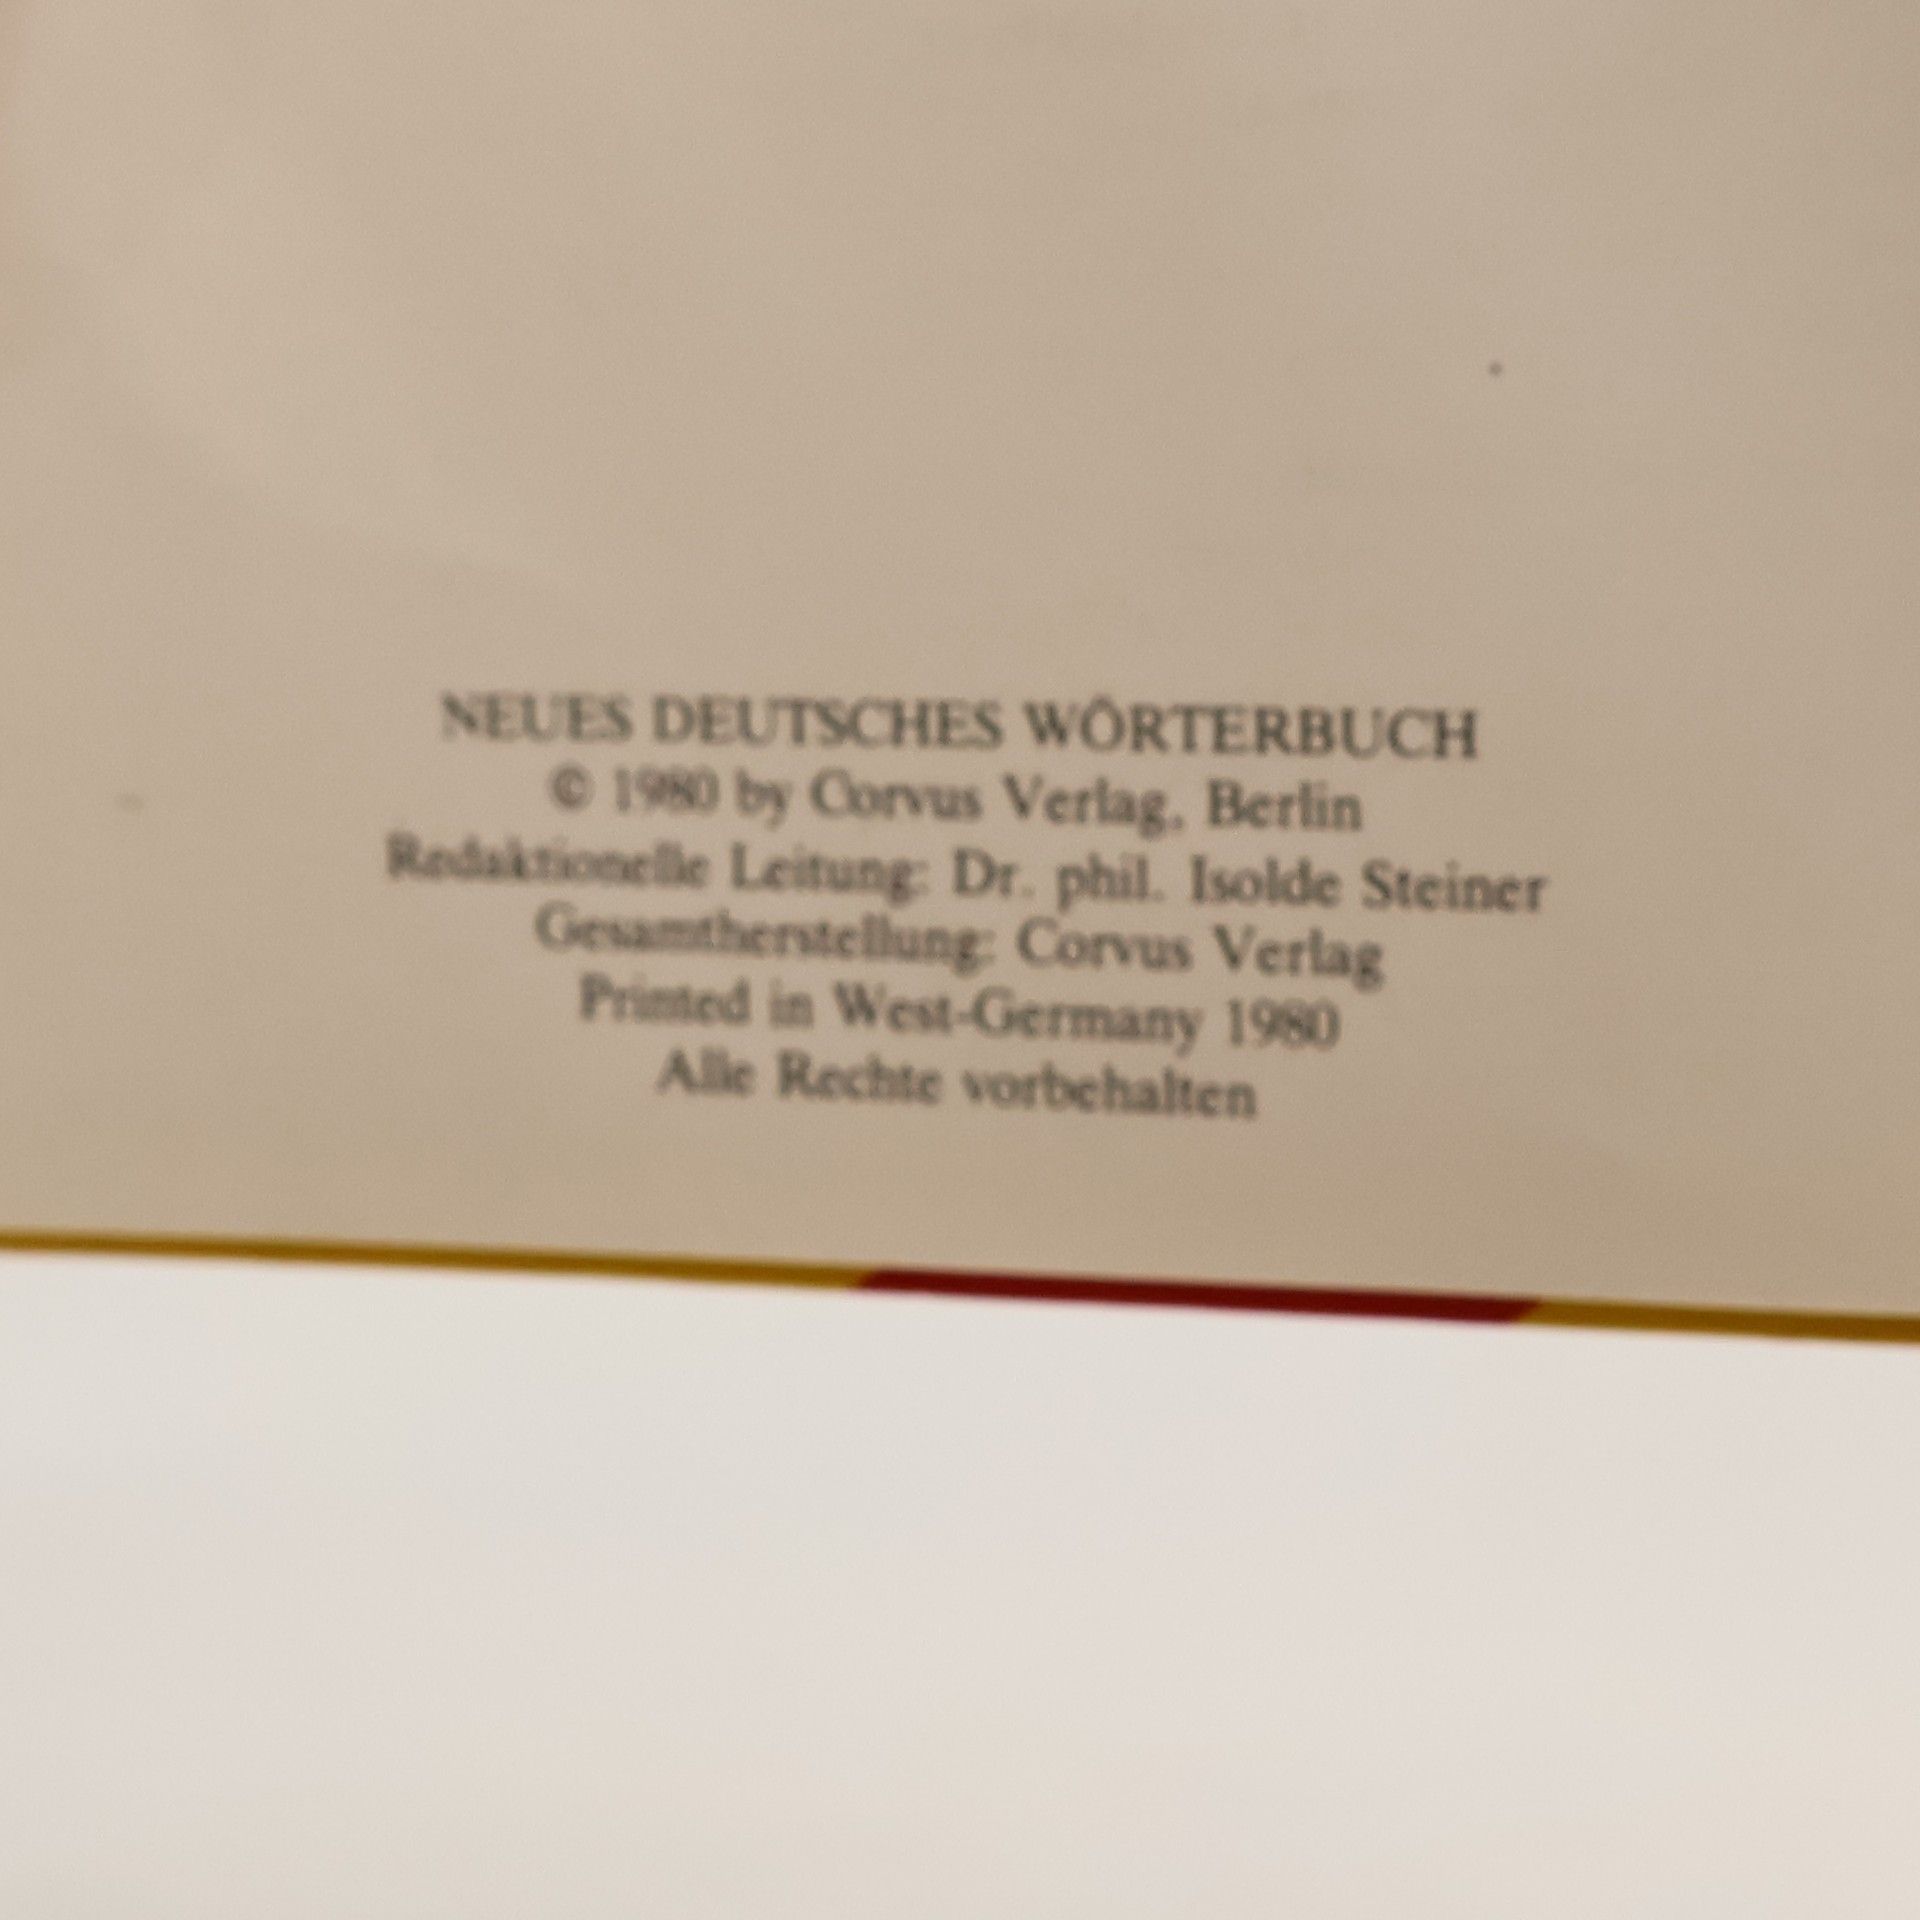 NEUES DEUTSCHES WÖRTERBUCH
© 1980 by Corvus Verlag, Berlin
Redaktionelle Leitung: Dr. phil. Isolde Steiner
Gesamtherstellung: Corvus Verlag
Printed in West-Germany 1980
Alle Rechte vorbehalten